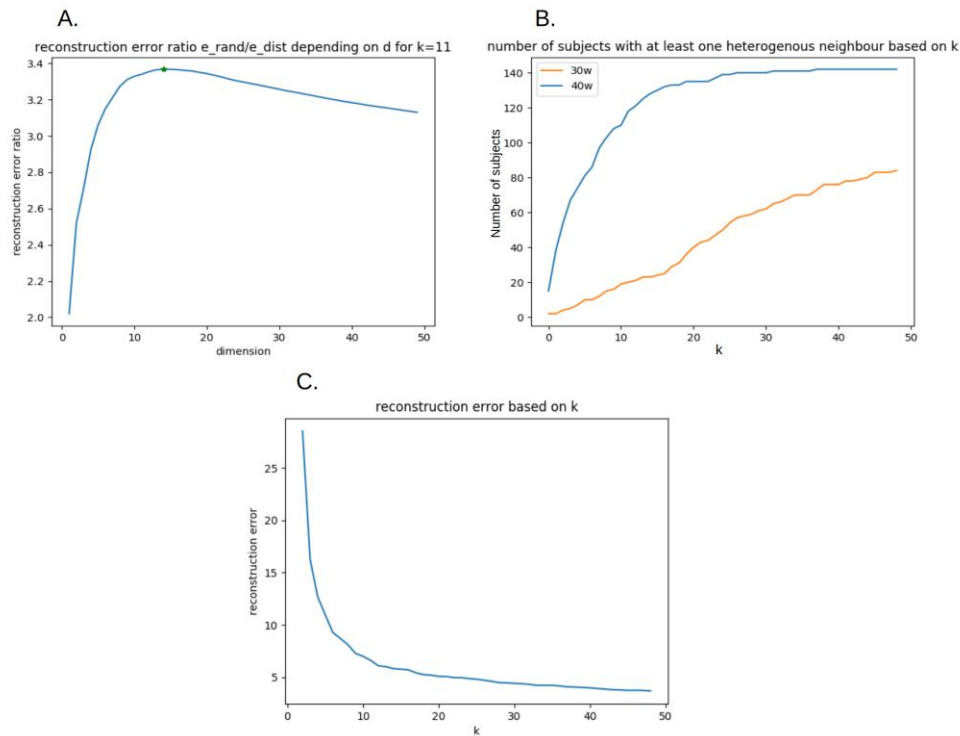 A.
reconstruction error ratio e_rand/e_dist depending on d for k=11
3.4
3.2
3.0
2.8
2.6
2.4
2.2
2.0
reconstruction error ratio
0 10 20 30 40 50
dimension
B.
number of subjects with at least one heterogenous neighbour based on k
30w
40w
140
120
100
80
60
40
20
0
Number of subjects
0 10 20 30 40 50
k
C.
reconstruction error based on k
25
20
15
10
5
reconstruction error
0 10 20 30 40 50
k